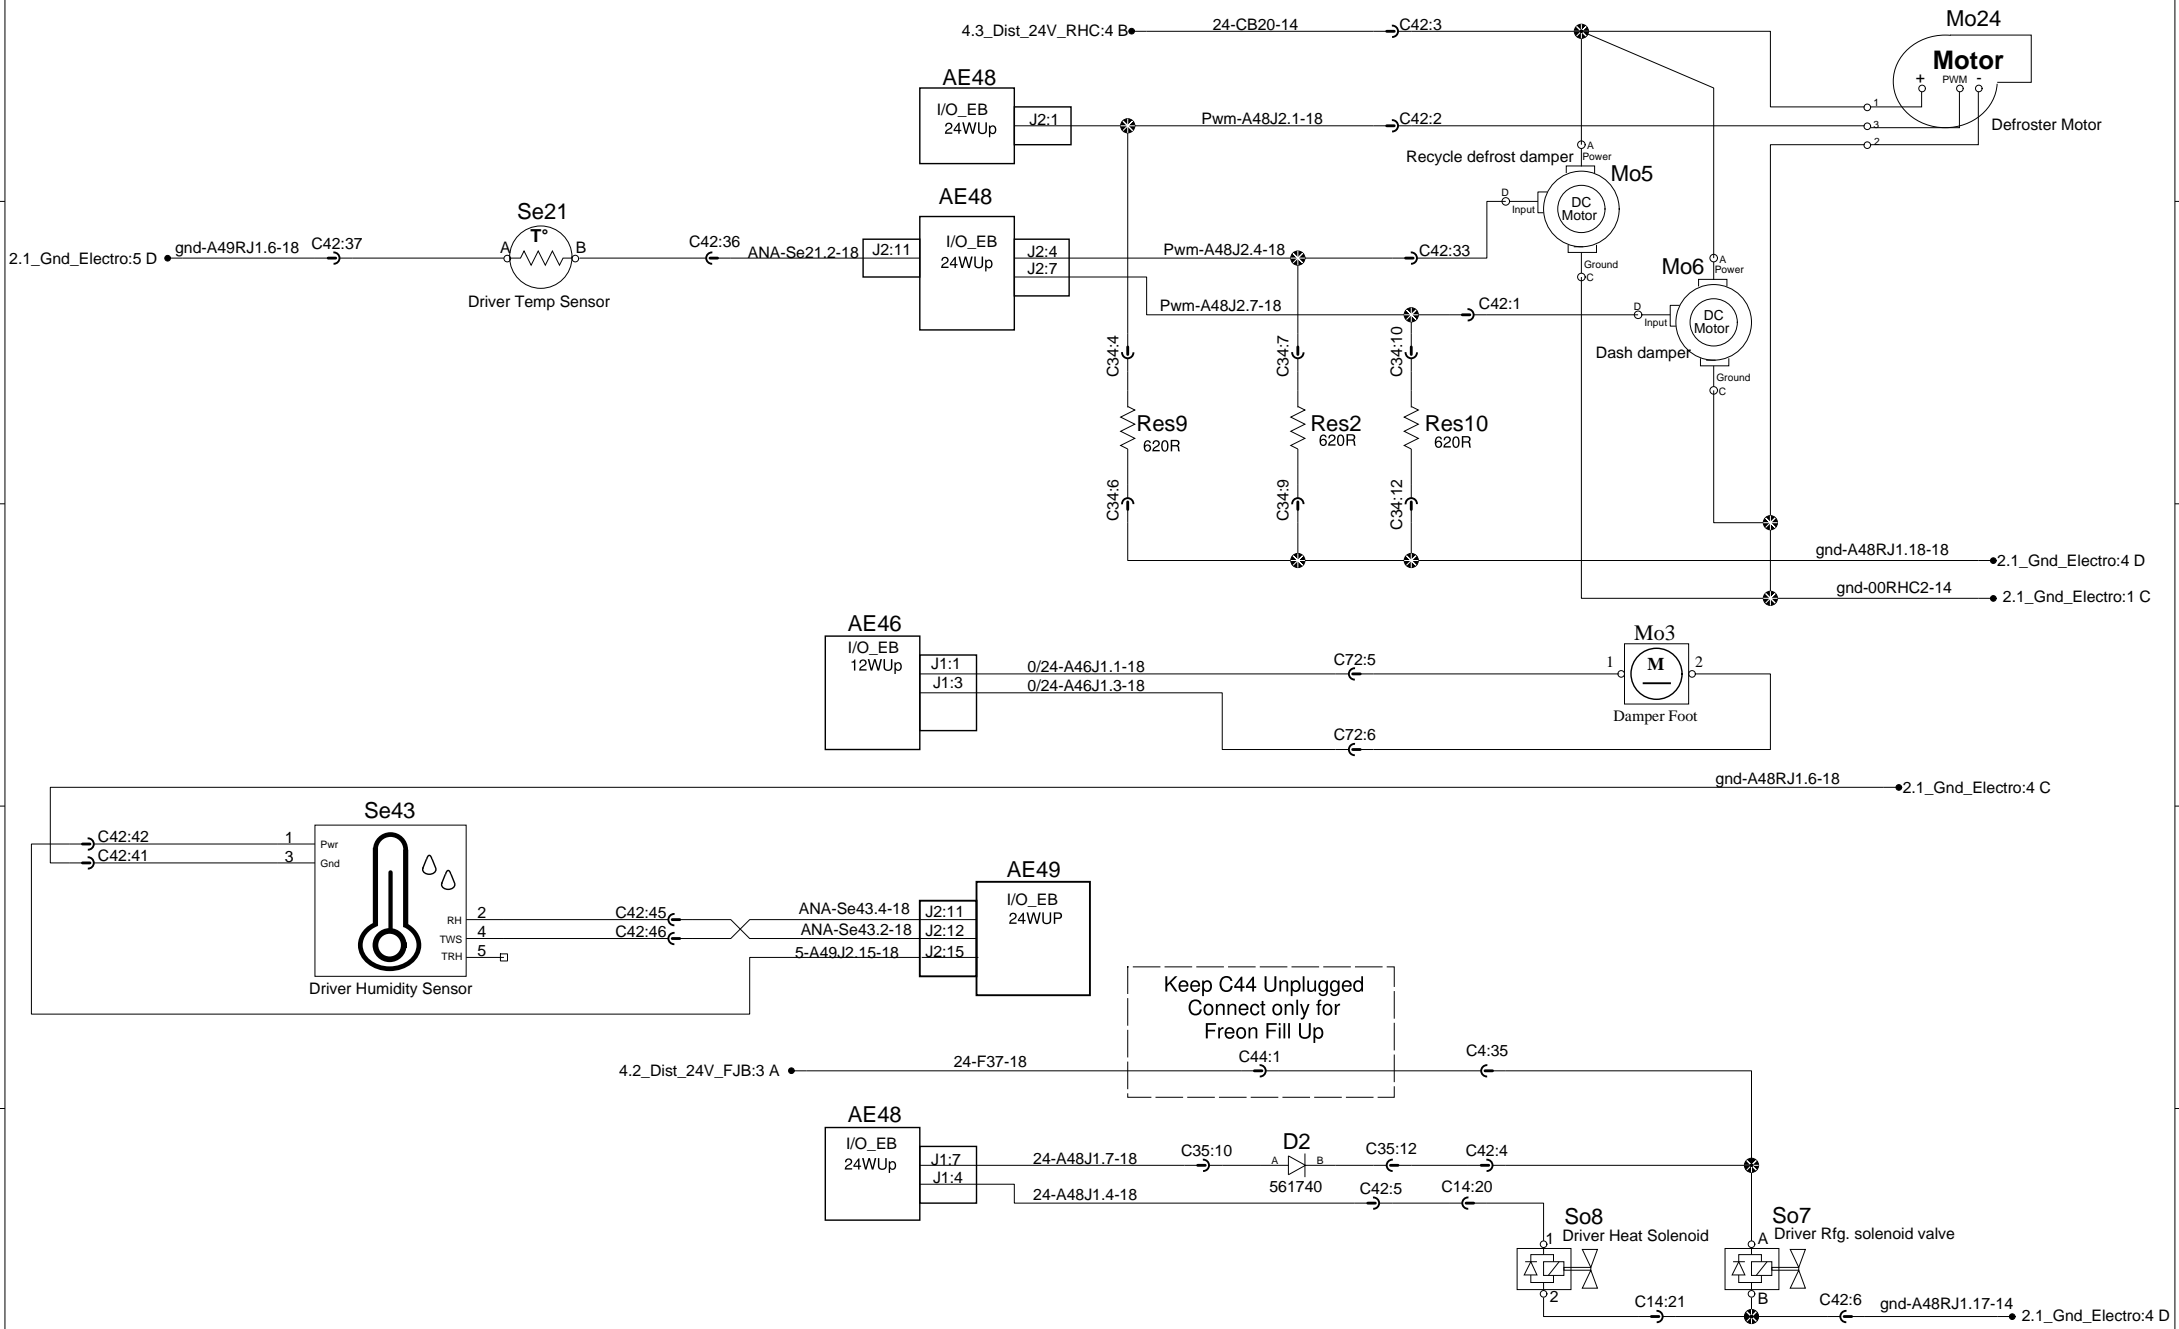 4.3_Dist_24V_RHC:4 B
24-CB20-14
C42:3
Mo24
Motor
+ PWM -
1
3
2
Defroster Motor
AE48
I/O_EB
24WUp
J2:1
Pwm-A48J2.1-18
C42:2
Recycle defrost damper
A
Power
Mo5
D
Input
DC
Motor
Ground
C
2.1_Gnd_Electro:5 D
gnd-A49RJ1.6-18
C42:37
Se21
T°
A
B
Driver Temp Sensor
C42:36
ANA-Se21.2-18
J2:11
AE48
I/O_EB
24WUp
J2:4
J2:7
Pwm-A48J2.4-18
C42:33
Pwm-A48J2.7-18
C42:1
Mo6
A
Power
D
Input
DC
Motor
Dash damper
Ground
C
C34:4
C34:7
C34:10
Res9
620R
Res2
620R
Res10
620R
C34:6
C34:9
C34:12
gnd-A48RJ1.18-18
2.1_Gnd_Electro:4 D
gnd-00RHC2-14
2.1_Gnd_Electro:1 C
AE46
I/O_EB
12WUp
J1:1
J1:3
0/24-A46J1.1-18
0/24-A46J1.3-18
C72:5
C72:6
Mo3
1
M
2
Damper Foot
gnd-A48RJ1.6-18
2.1_Gnd_Electro:4 C
Se43
C42:42
C42:41
1
3
Pwr
Gnd
RH
TWS
TRH
2
4
5
Driver Humidity Sensor
C42:45
C42:46
ANA-Se43.4-18
ANA-Se43.2-18
5-A49J2.15-18
J2:11
J2:12
J2:15
AE49
I/O_EB
24WUP
Keep C44 Unplugged
Connect only for
Freon Fill Up
4.2_Dist_24V_FJB:3 A
24-F37-18
C44:1
C4:35
AE48
I/O_EB
24WUp
J1:7
J1:4
24-A48J1.7-18
24-A48J1.4-18
C35:10
D2
A
B
561740
C35:12
C42:4
C42:5
C14:20
So8
Driver Heat Solenoid
1
2
So7
Driver Rfg. solenoid valve
A
B
C14:21
C42:6
gnd-A48RJ1.17-14
2.1_Gnd_Electro:4 D